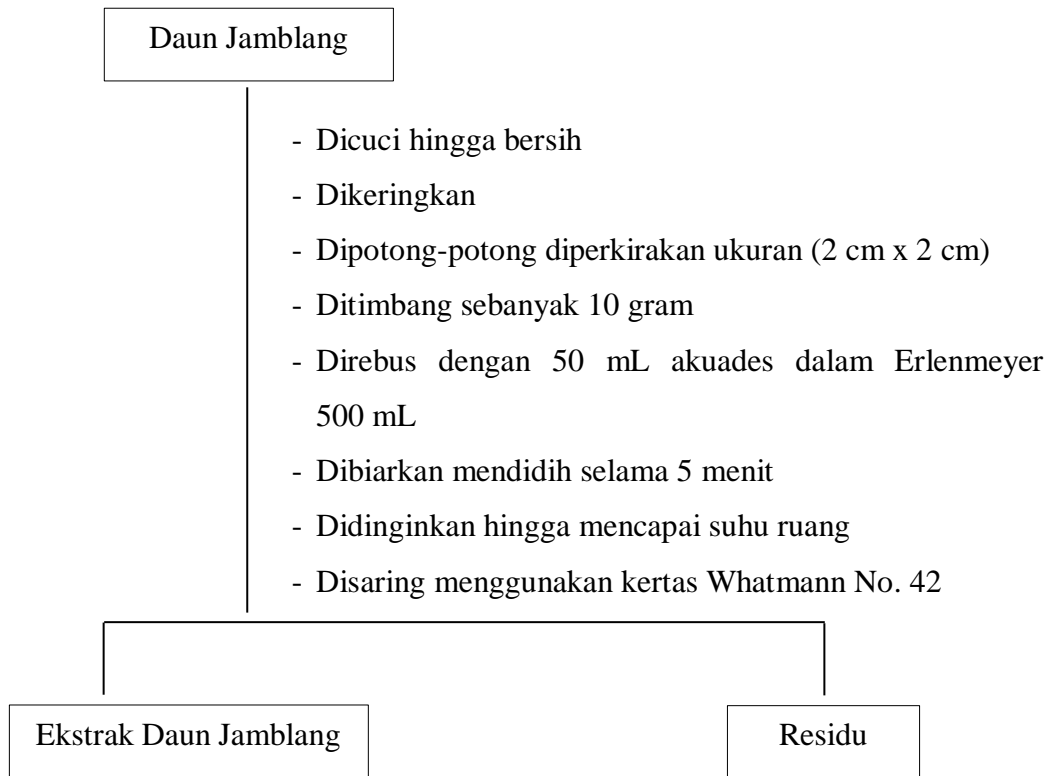 Daun Jamblang
- Dicuci hingga bersih
- Dikeringkan
- Dipotong-potong diperkirakan ukuran (2 cm x 2 cm)
- Ditimbang sebanyak 10 gram
- Direbus dengan 50 mL akuades dalam Erlenmeyer
500 mL
- Dibiarkan mendidih selama 5 menit
- Didinginkan hingga mencapai suhu ruang
- Disaring menggunakan kertas Whatmann No. 42
Ekstrak Daun Jamblang
Residu